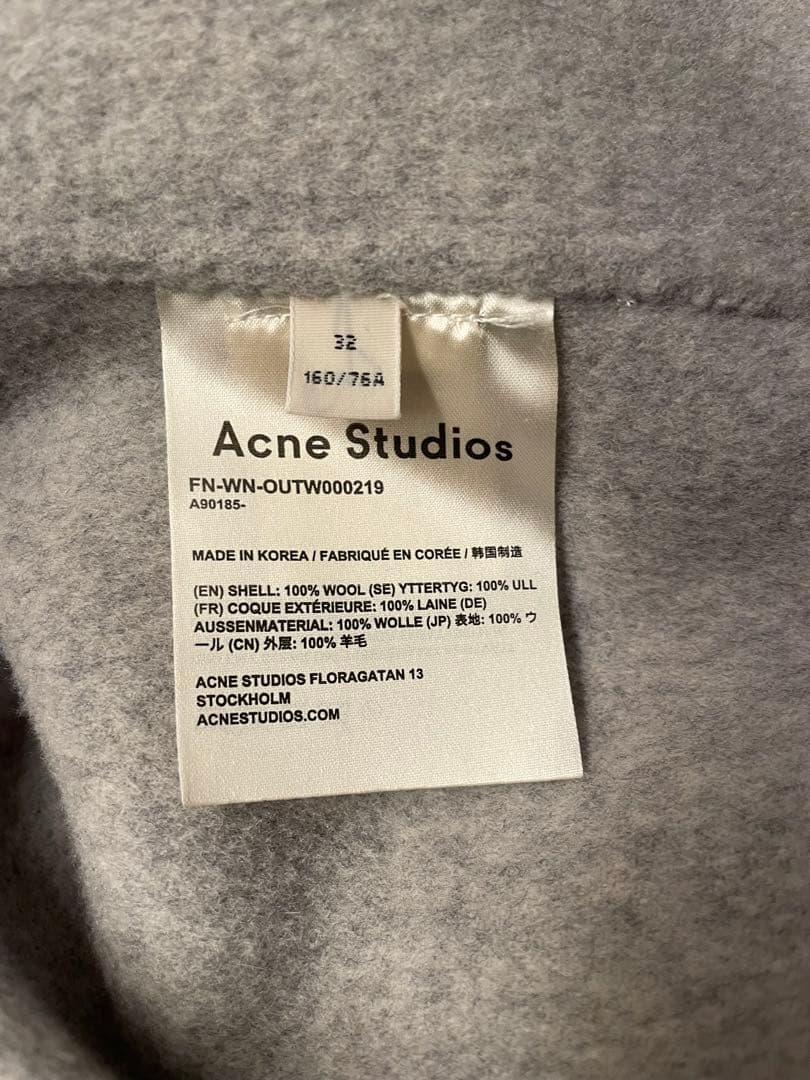 32
160/76A
Acne Studios
FN-WN-OUTW000219
A90185-
MADE IN KOREA / FABRIQUÉ EN CORÉE / 韩国制造
(EN) SHELL: 100% WOOL (SE) YTTERTYG: 100% ULL
(FR) COQUE EXTÉRIEURE: 100% LAINE (DE)
AUSSENMATERIAL: 100% WOLLE (JP) 表地: 100% ウ
ール (CN) 外层: 100% 羊毛
ACNE STUDIOS FLORAGATAN 13
STOCKHOLM
ACNESTUDIOS.COM